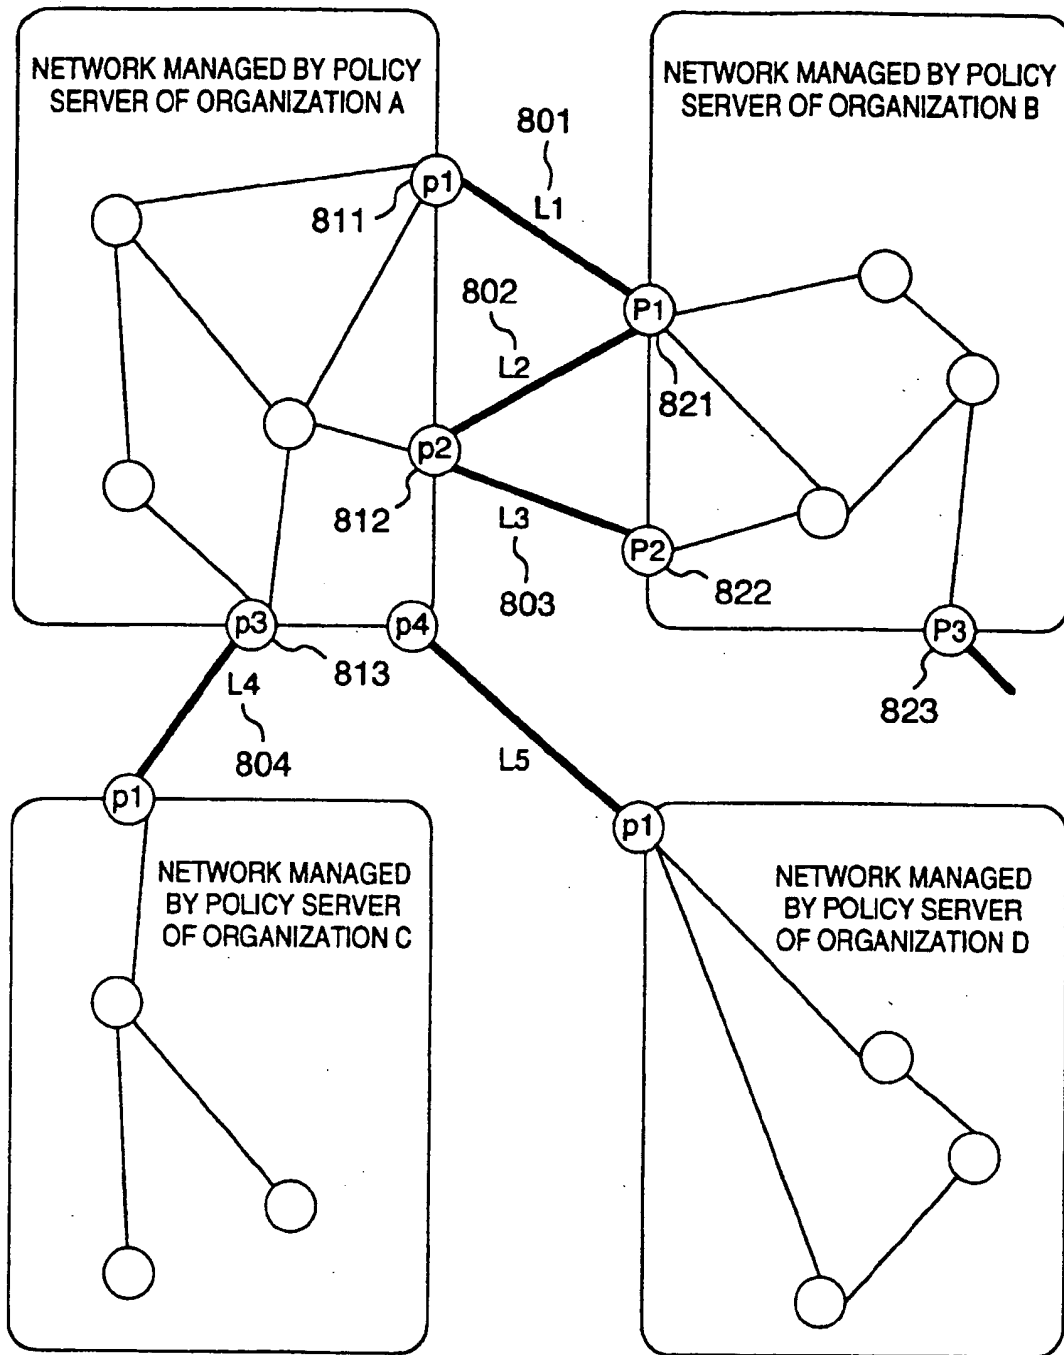 NETWORK MANAGED BY POLICY
SERVER OF ORGANIZATION A
NETWORK MANAGED BY POLICY
SERVER OF ORGANIZATION B
801
L1
p1
811
802
L2
P1
821
p2
812
L3
803
P2
822
p3
813
p4
P3
823
L4
804
L5
p1
p1
NETWORK MANAGED
BY POLICY SERVER
OF ORGANIZATION C
NETWORK MANAGED
BY POLICY SERVER
OF ORGANIZATION D